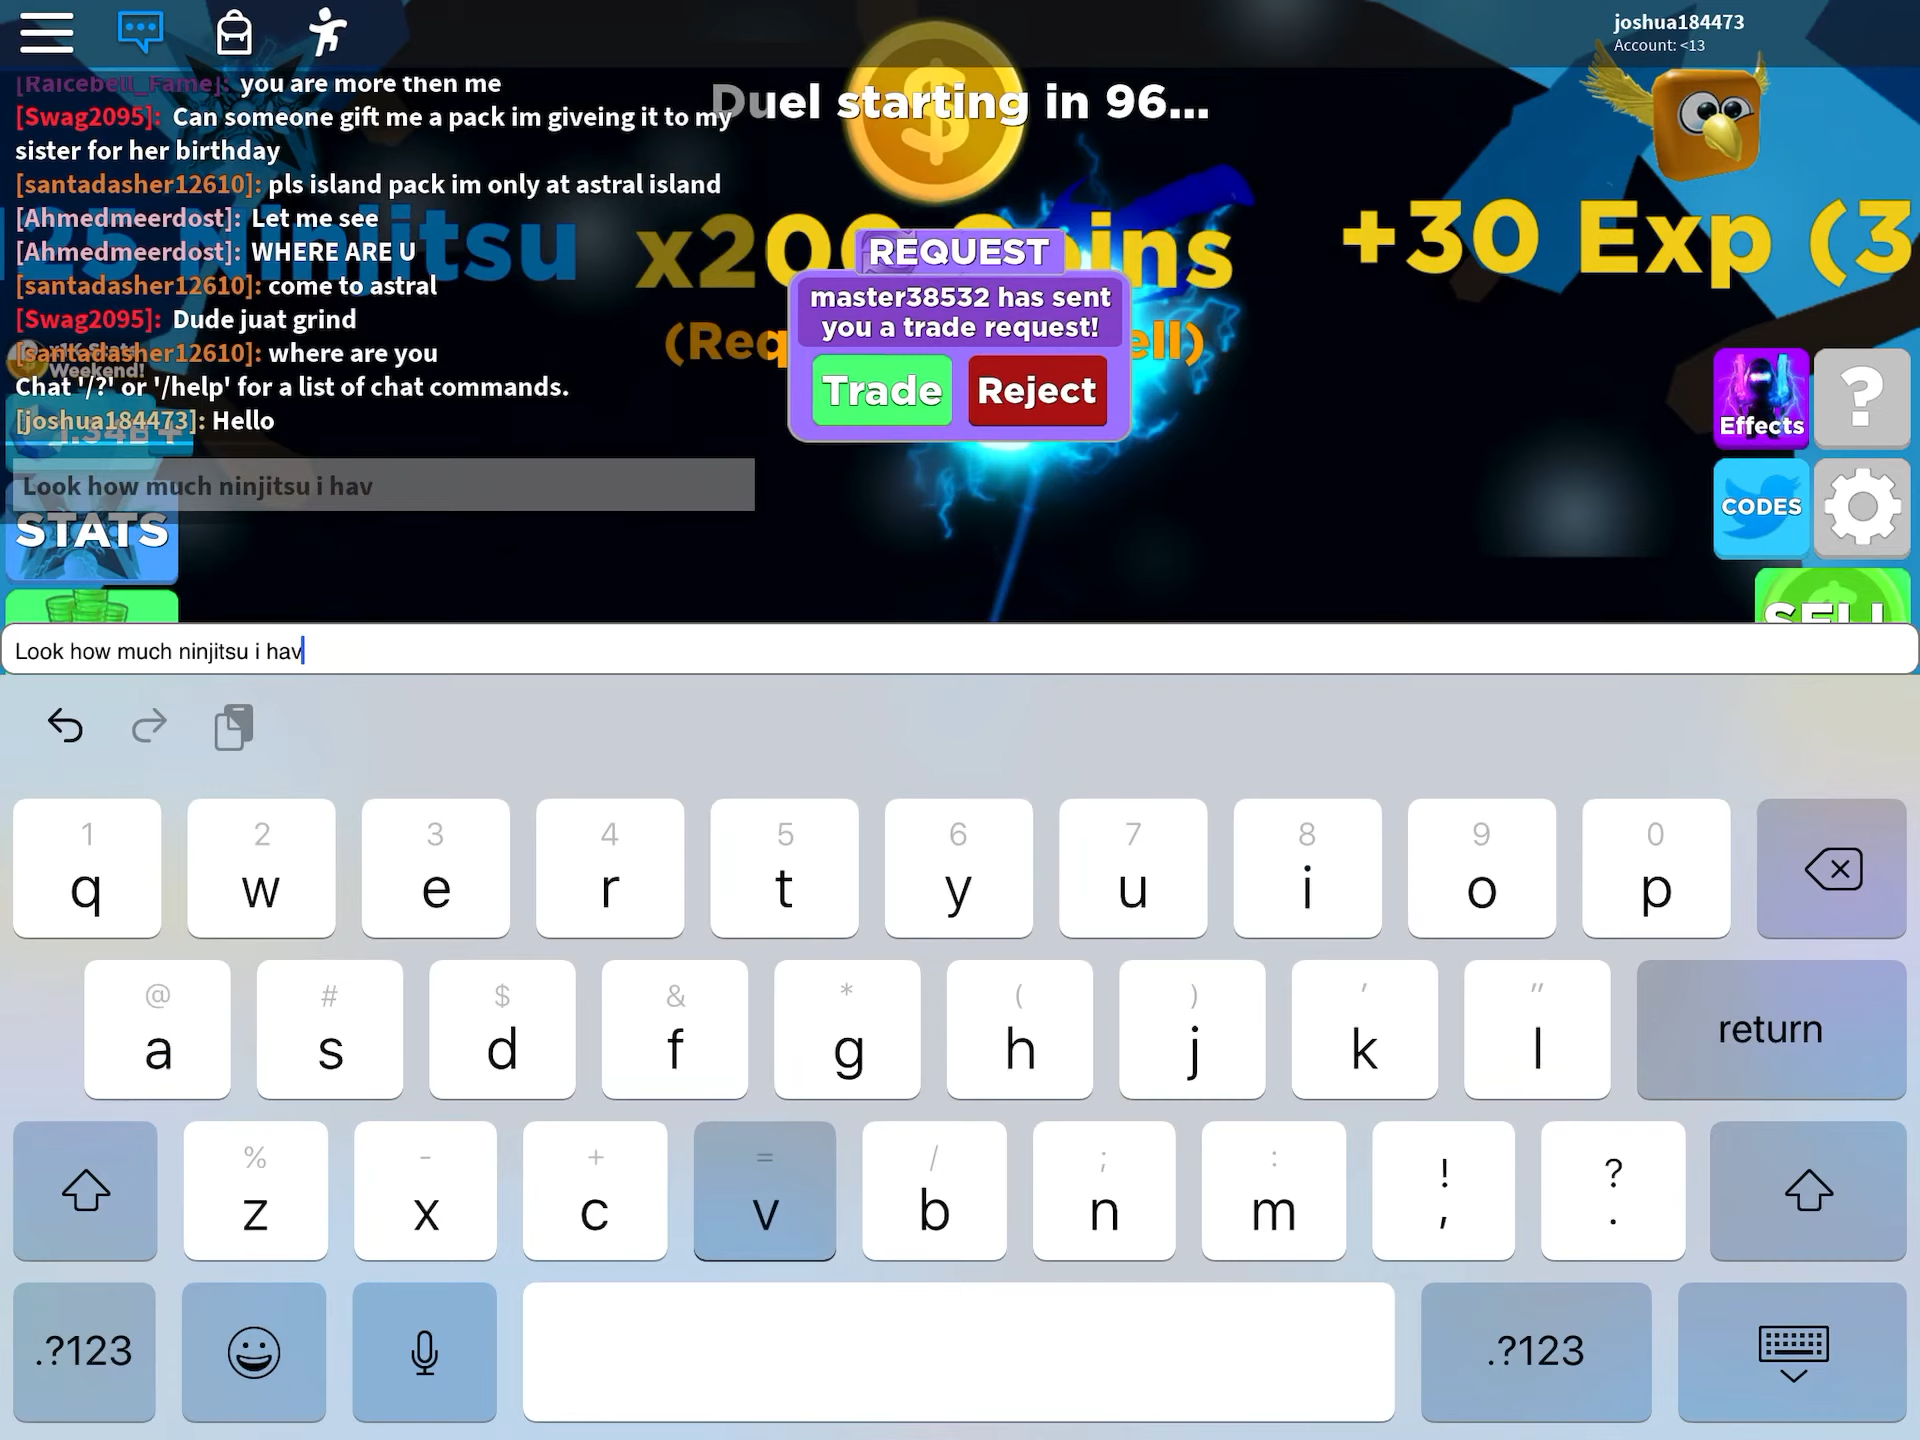 joshua184473
Account: <13
[Raicebell_Fame]: you are more then me
[Swag2095]: Can someone gift me a pack im giveing it to my
sister for her birthday
[santadasher12610]: pls island pack im only at astral island
[Ahmedmeerdost]: Let me see
[Ahmedmeerdost]: WHERE ARE U
[santadasher12610]: come to astral
[Swag2095]: Dude juat grind
[santadasher12610]: where are you
Chat '/?' or '/help' for a list of chat commands.
[joshua184473]: Hello
Look how much ninjitsu i hav
Duel starting in 96...
Ninjitsu
x200 Coins
+30 Exp (3
REQUEST
master38532 has sent
you a trade request!
Trade Reject
Weekend!
STATS
Effects ?
CODES
SELL
Look how much ninjitsu i hav
1 2 3 4 5 6 7 8 9 0
q w e r t y u i o p
@ # $ & * ( ) ' "
a s d f g h j k l return
% - + = / ; : ! ?
z x c v b n m , .
.?123 .?123